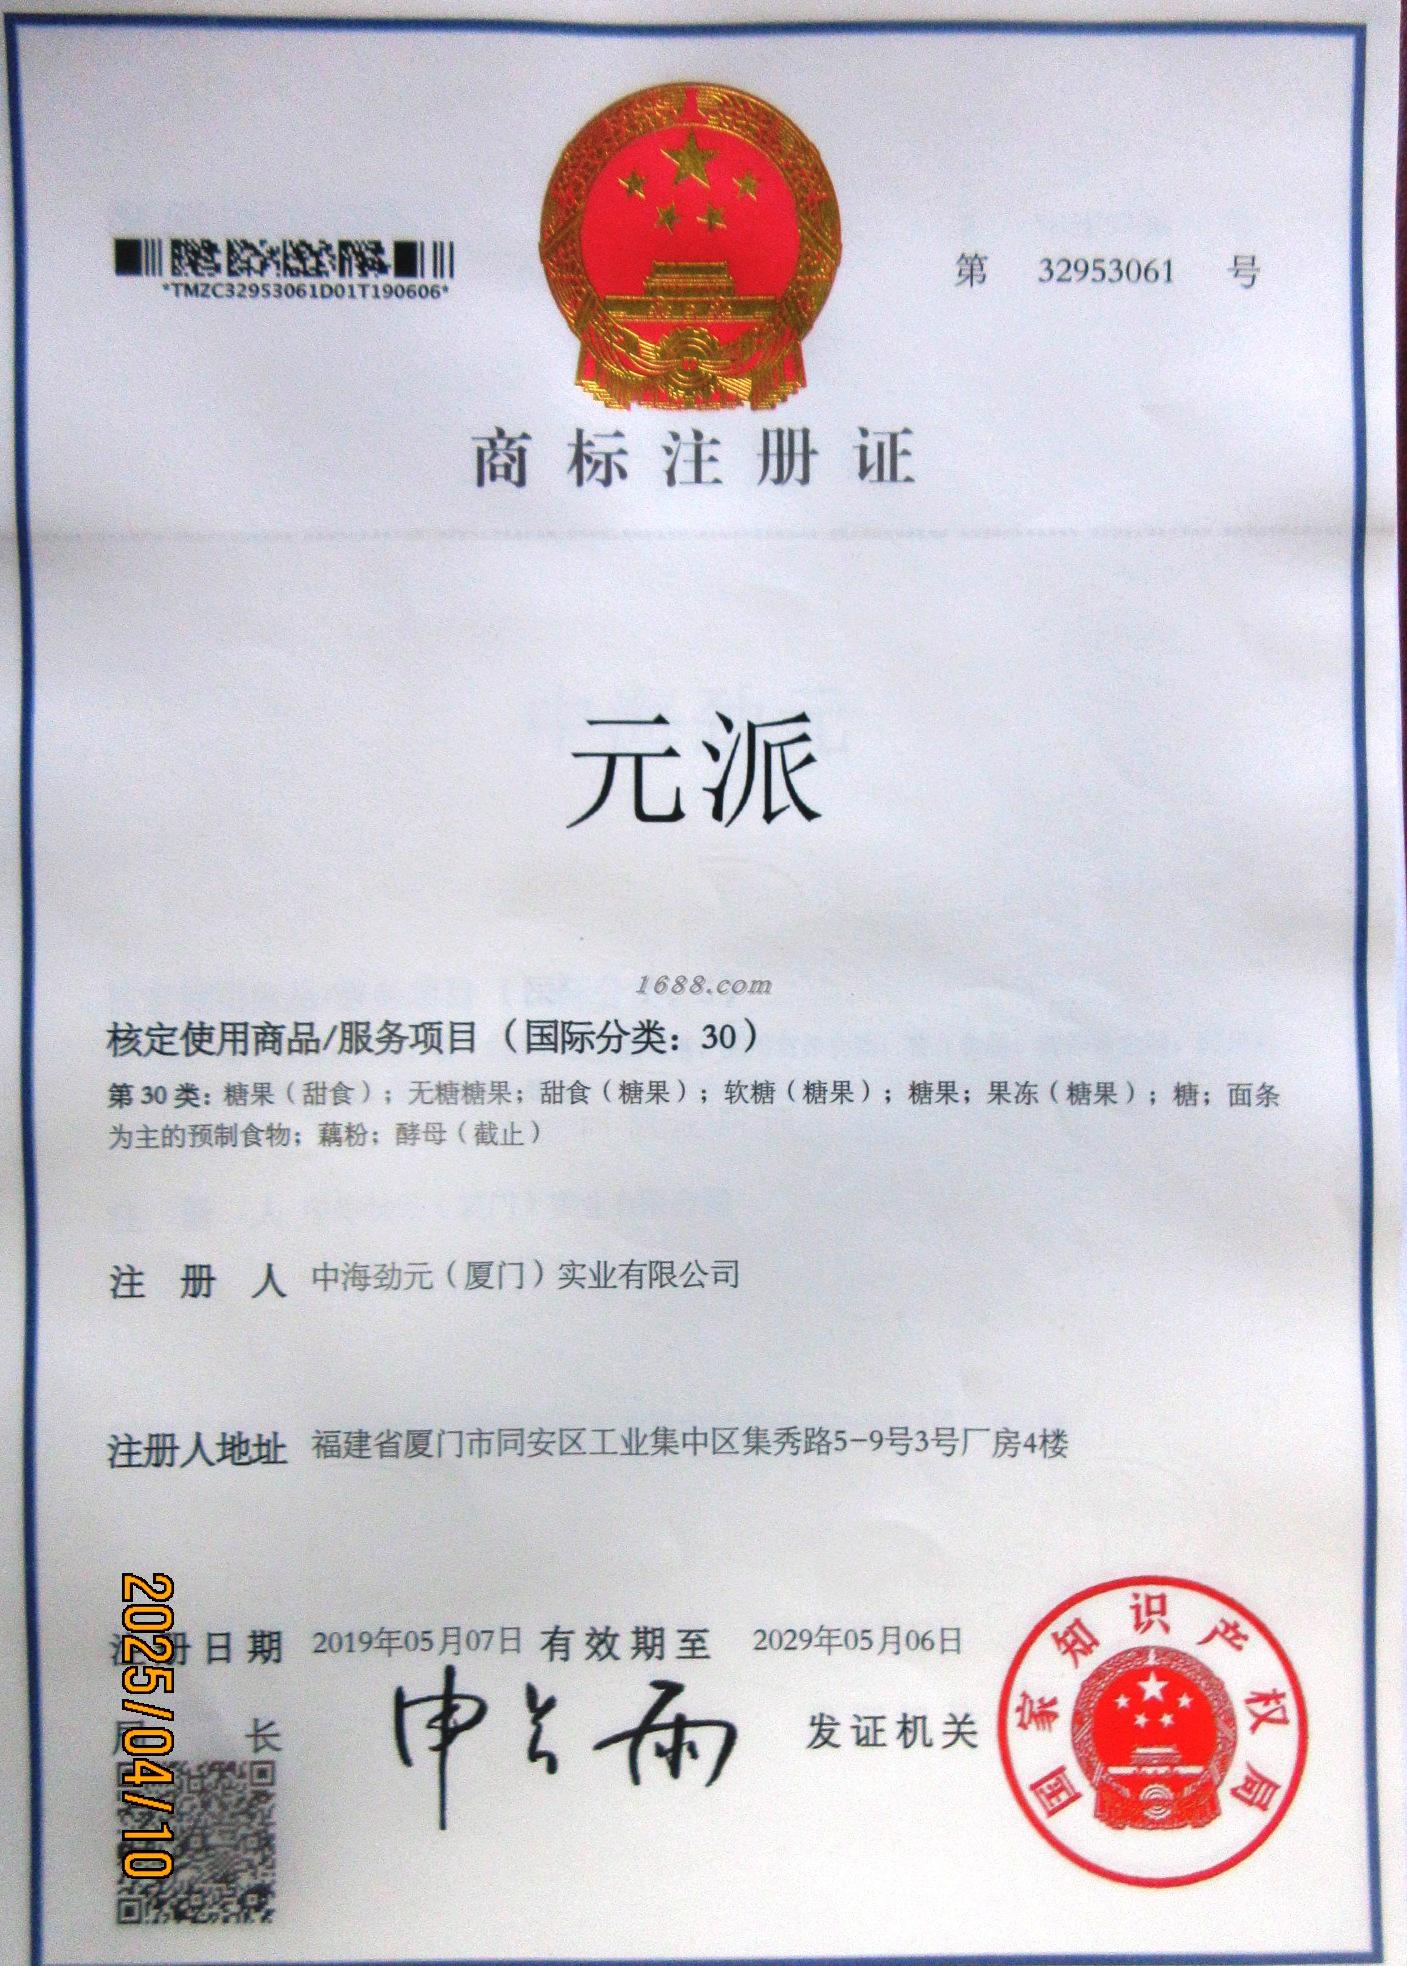 *TMZC32953061D01T190606*
第 32953061 号
商标注册证
元派
1688.com
核定使用商品/服务项目（国际分类：30）
第 30 类：糖果（甜食）；无糖糖果；甜食（糖果）；软糖（糖果）；糖果；果冻（糖果）；糖；面条
为主的预制食物；藕粉；酵母（截止）
注 册 人 中海劲元（厦门）实业有限公司
注册人地址 福建省厦门市同安区工业集中区集秀路5-9号3号厂房4楼
注册日期 2019年05月07日 有效期至 2029年05月06日
局 长 申长雨 发证机关
国家知识产权局
2025/04/10